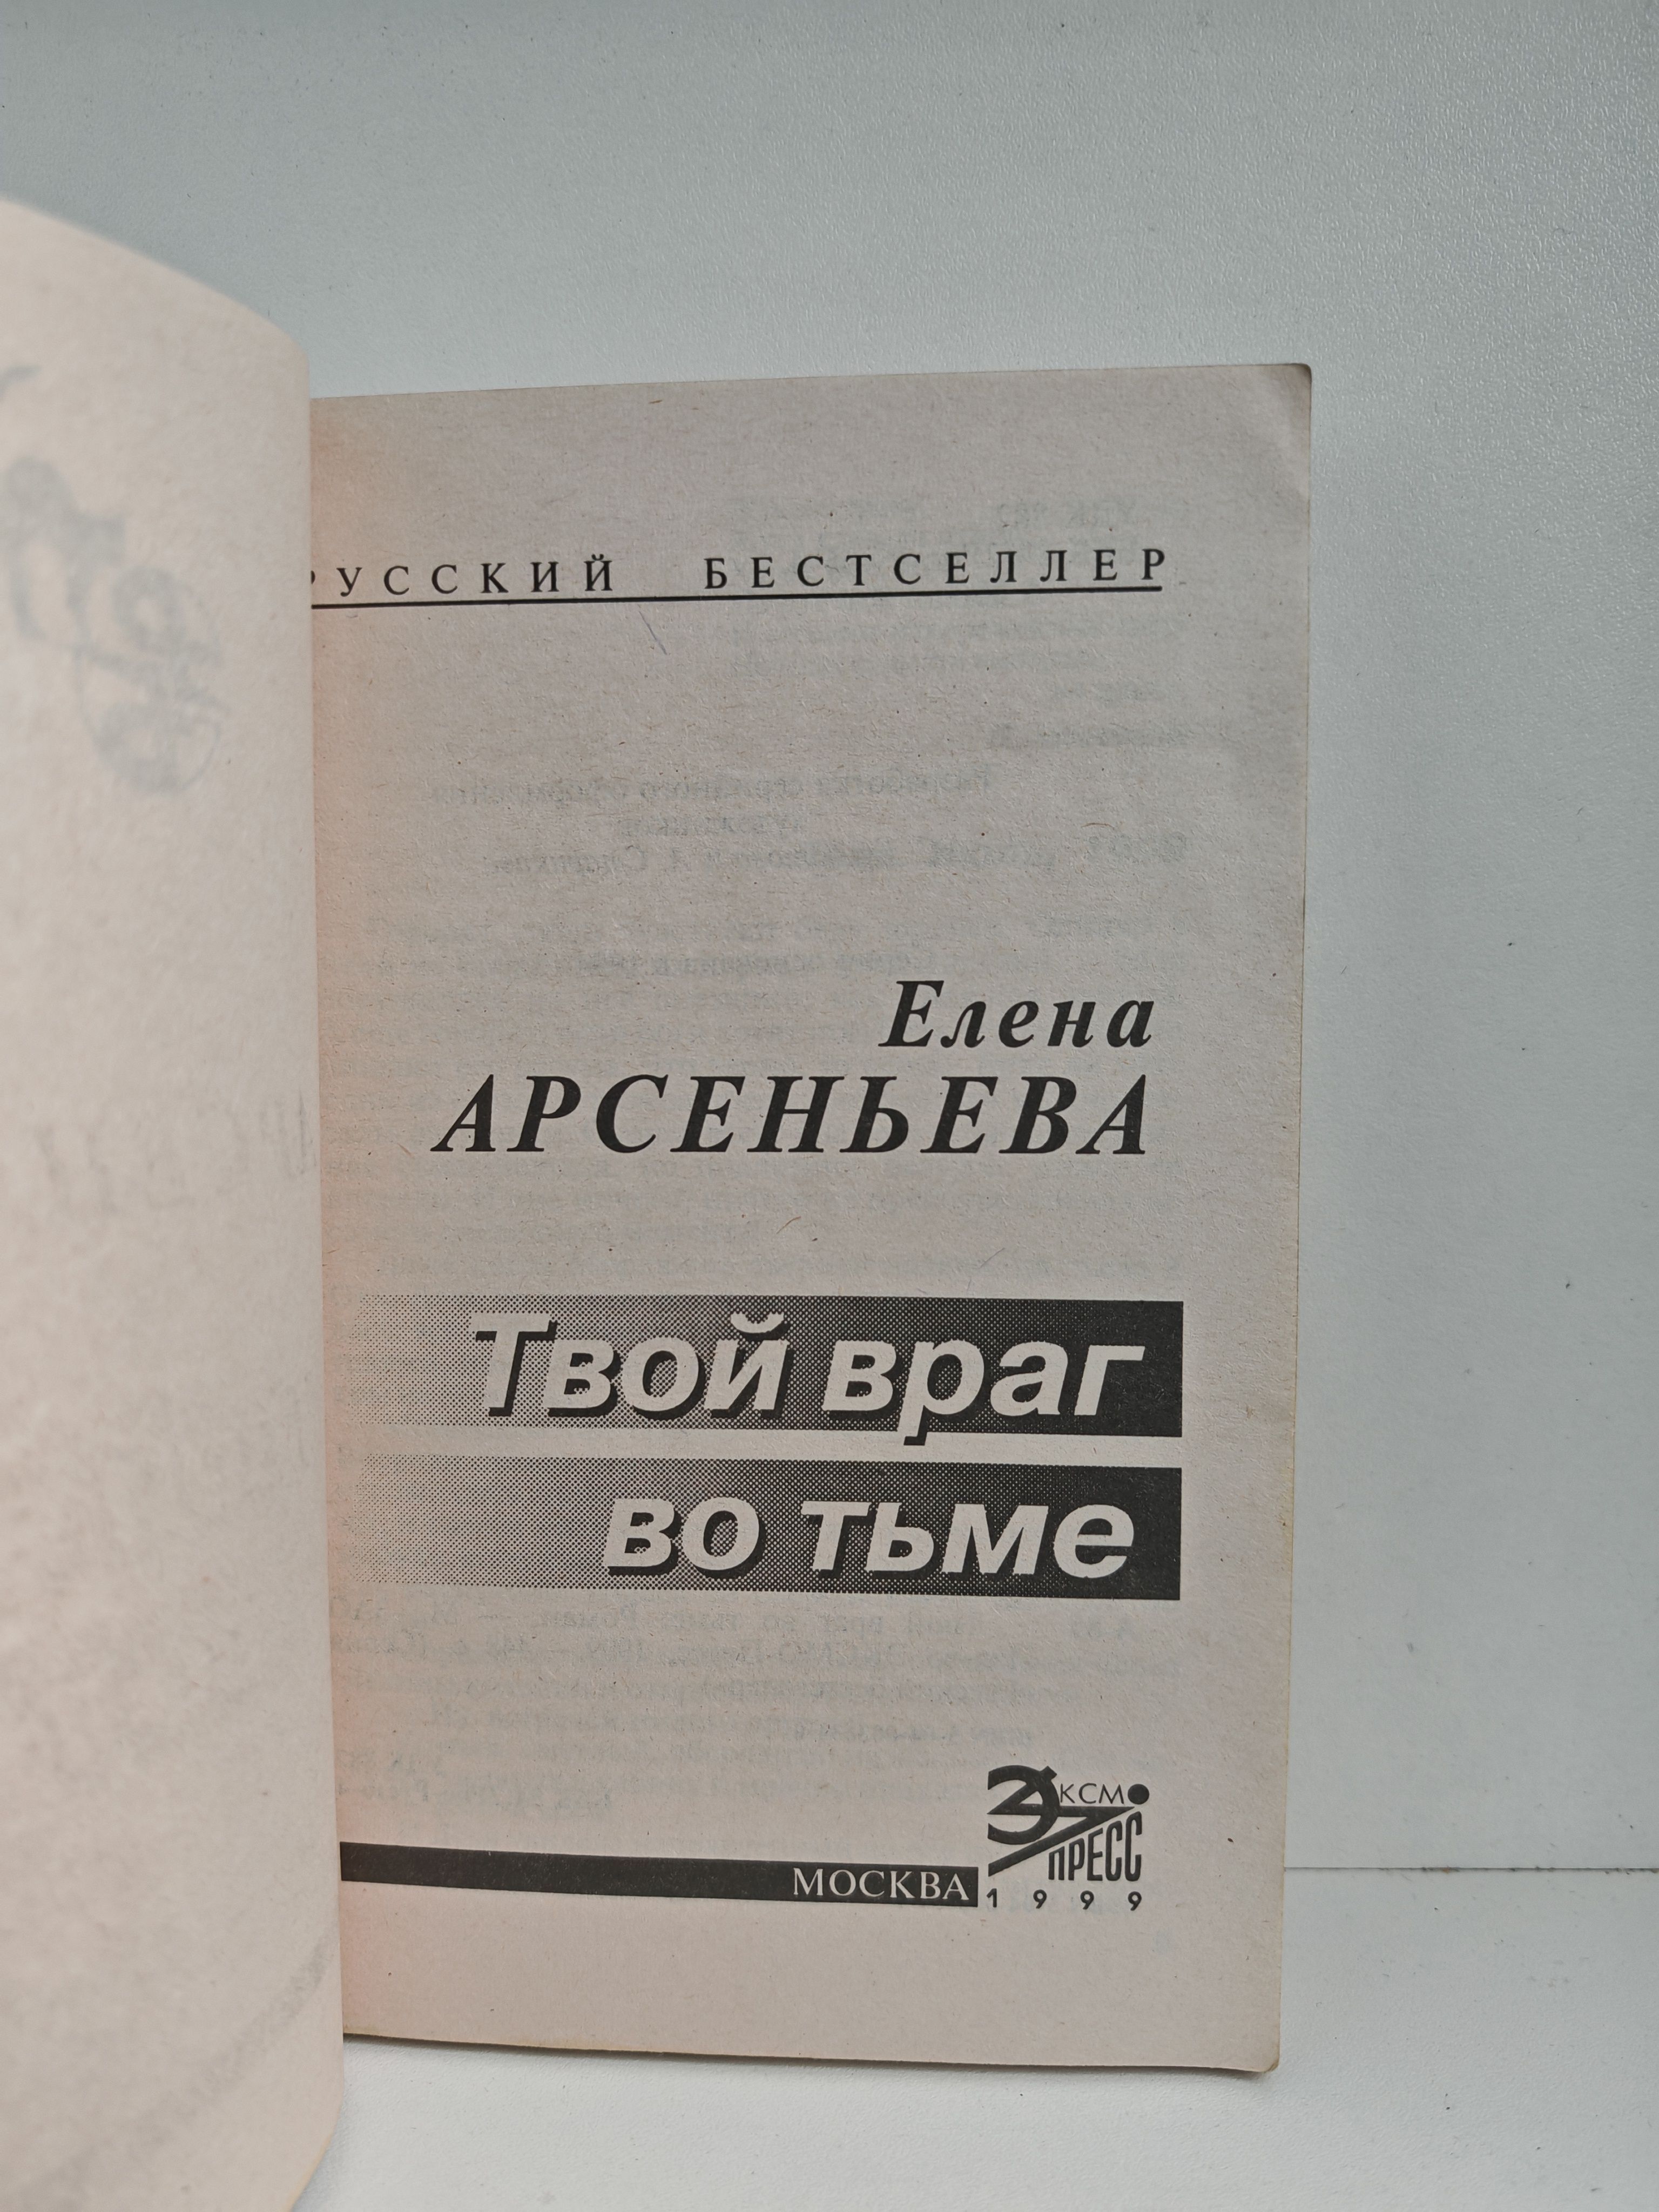 РУССКИЙ БЕСТСЕЛЛЕР
Елена
АРСЕНЬЕВА
Твой враг
во тьме
ЭКСМО
ПРЕСС
МОСКВА
1999